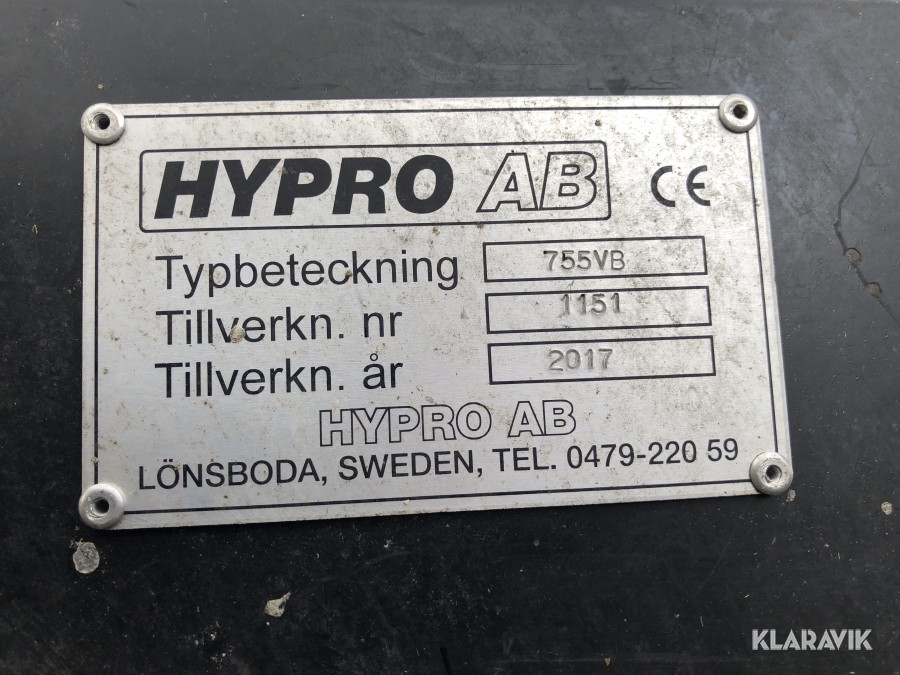 HYPRO AB CE
Typbeteckning 755VB
Tillverkn. nr 1151
Tillverkn. år 2017
HYPRO AB
LÖNSBODA, SWEDEN, TEL. 0479-220 59
KLARAVIK